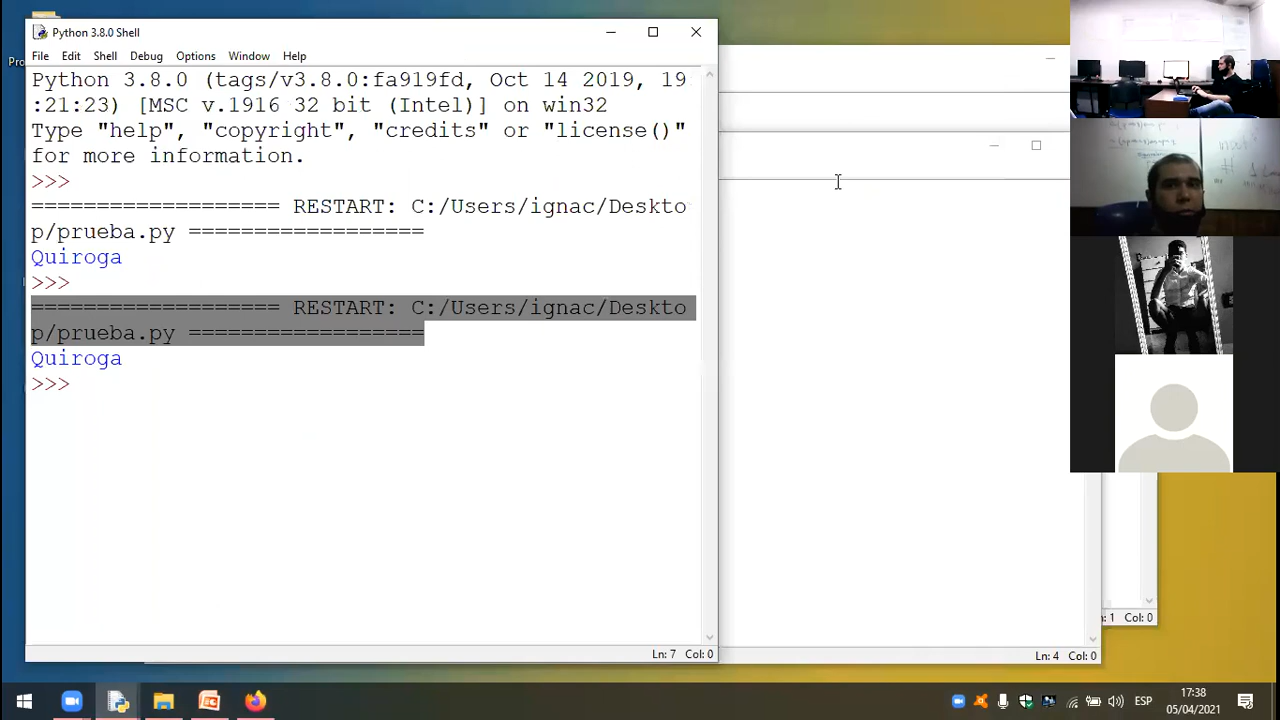 Python 3.8.0 Shell
File Edit Shell Debug Options Window Help
Python 3.8.0 (tags/v3.8.0:fa919fd, Oct 14 2019, 19
:21:23) [MSC v.1916 32 bit (Intel)] on win32
Type "help", "copyright", "credits" or "license()"
for more information.
>>>
=================== RESTART: C:/Users/ignac/Deskto
p/prueba.py ==================
Quiroga
>>>
=================== RESTART: C:/Users/ignac/Deskto
p/prueba.py ==================
Quiroga
>>>
Ln: 7 Col: 0
Ln: 4 Col: 0
n: 1 Col: 0
ESP
17:38
05/04/2021